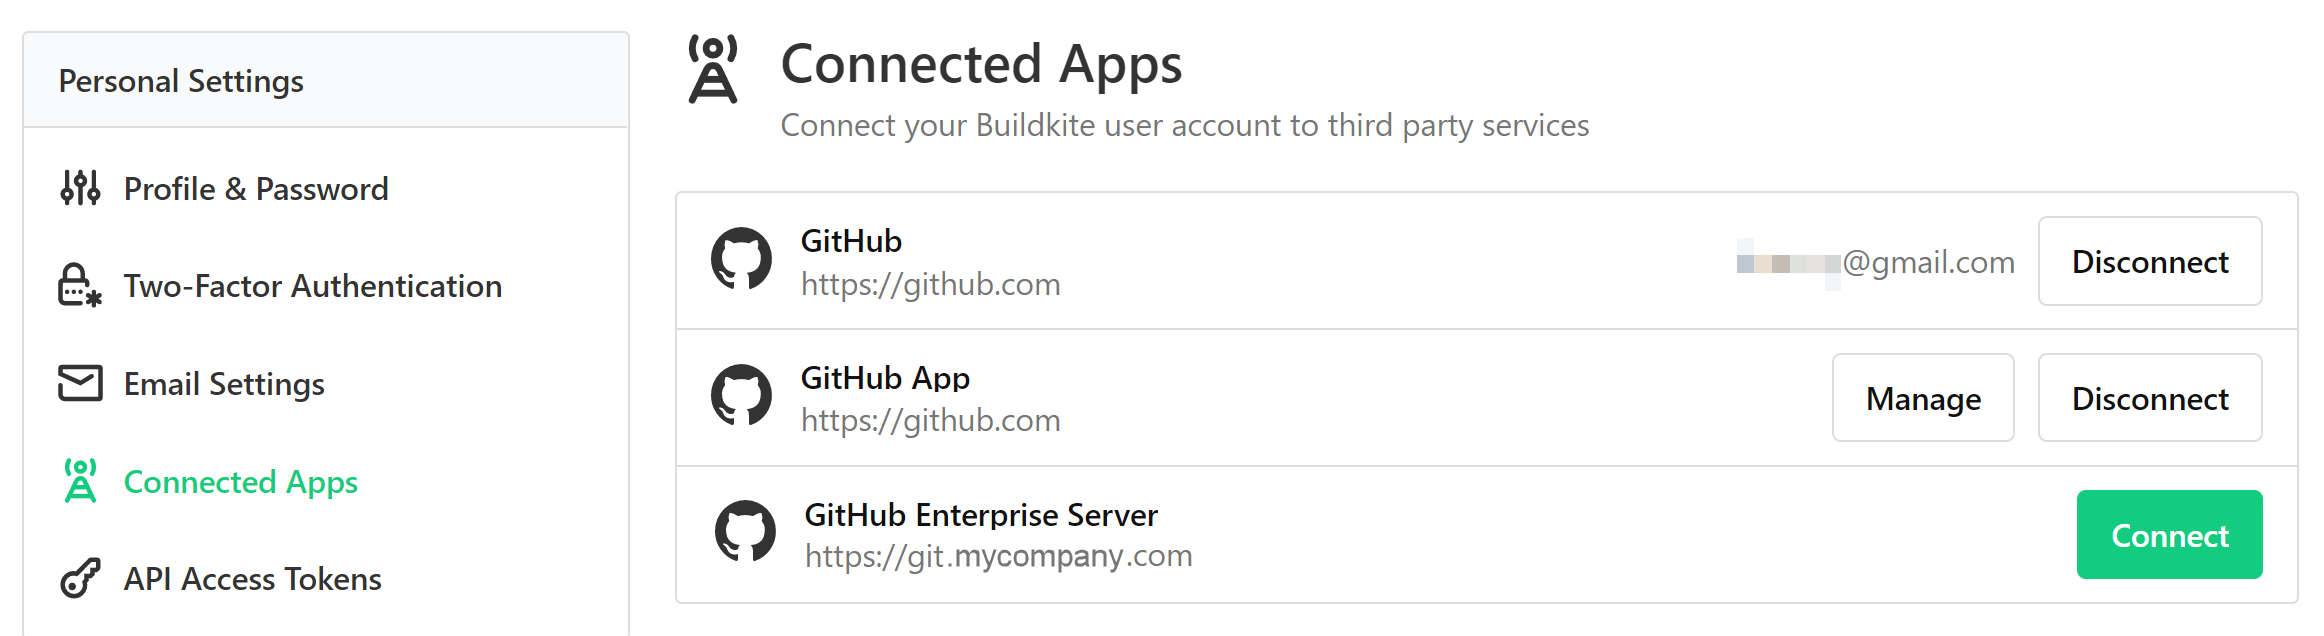 Personal Settings
Profile & Password
Two-Factor Authentication
Email Settings
Connected Apps
API Access Tokens
Connected Apps
Connect your Buildkite user account to third party services
GitHub
https://github.com
@gmail.com
Disconnect
GitHub App
https://github.com
Manage
Disconnect
GitHub Enterprise Server
https://git.mycompany.com
Connect